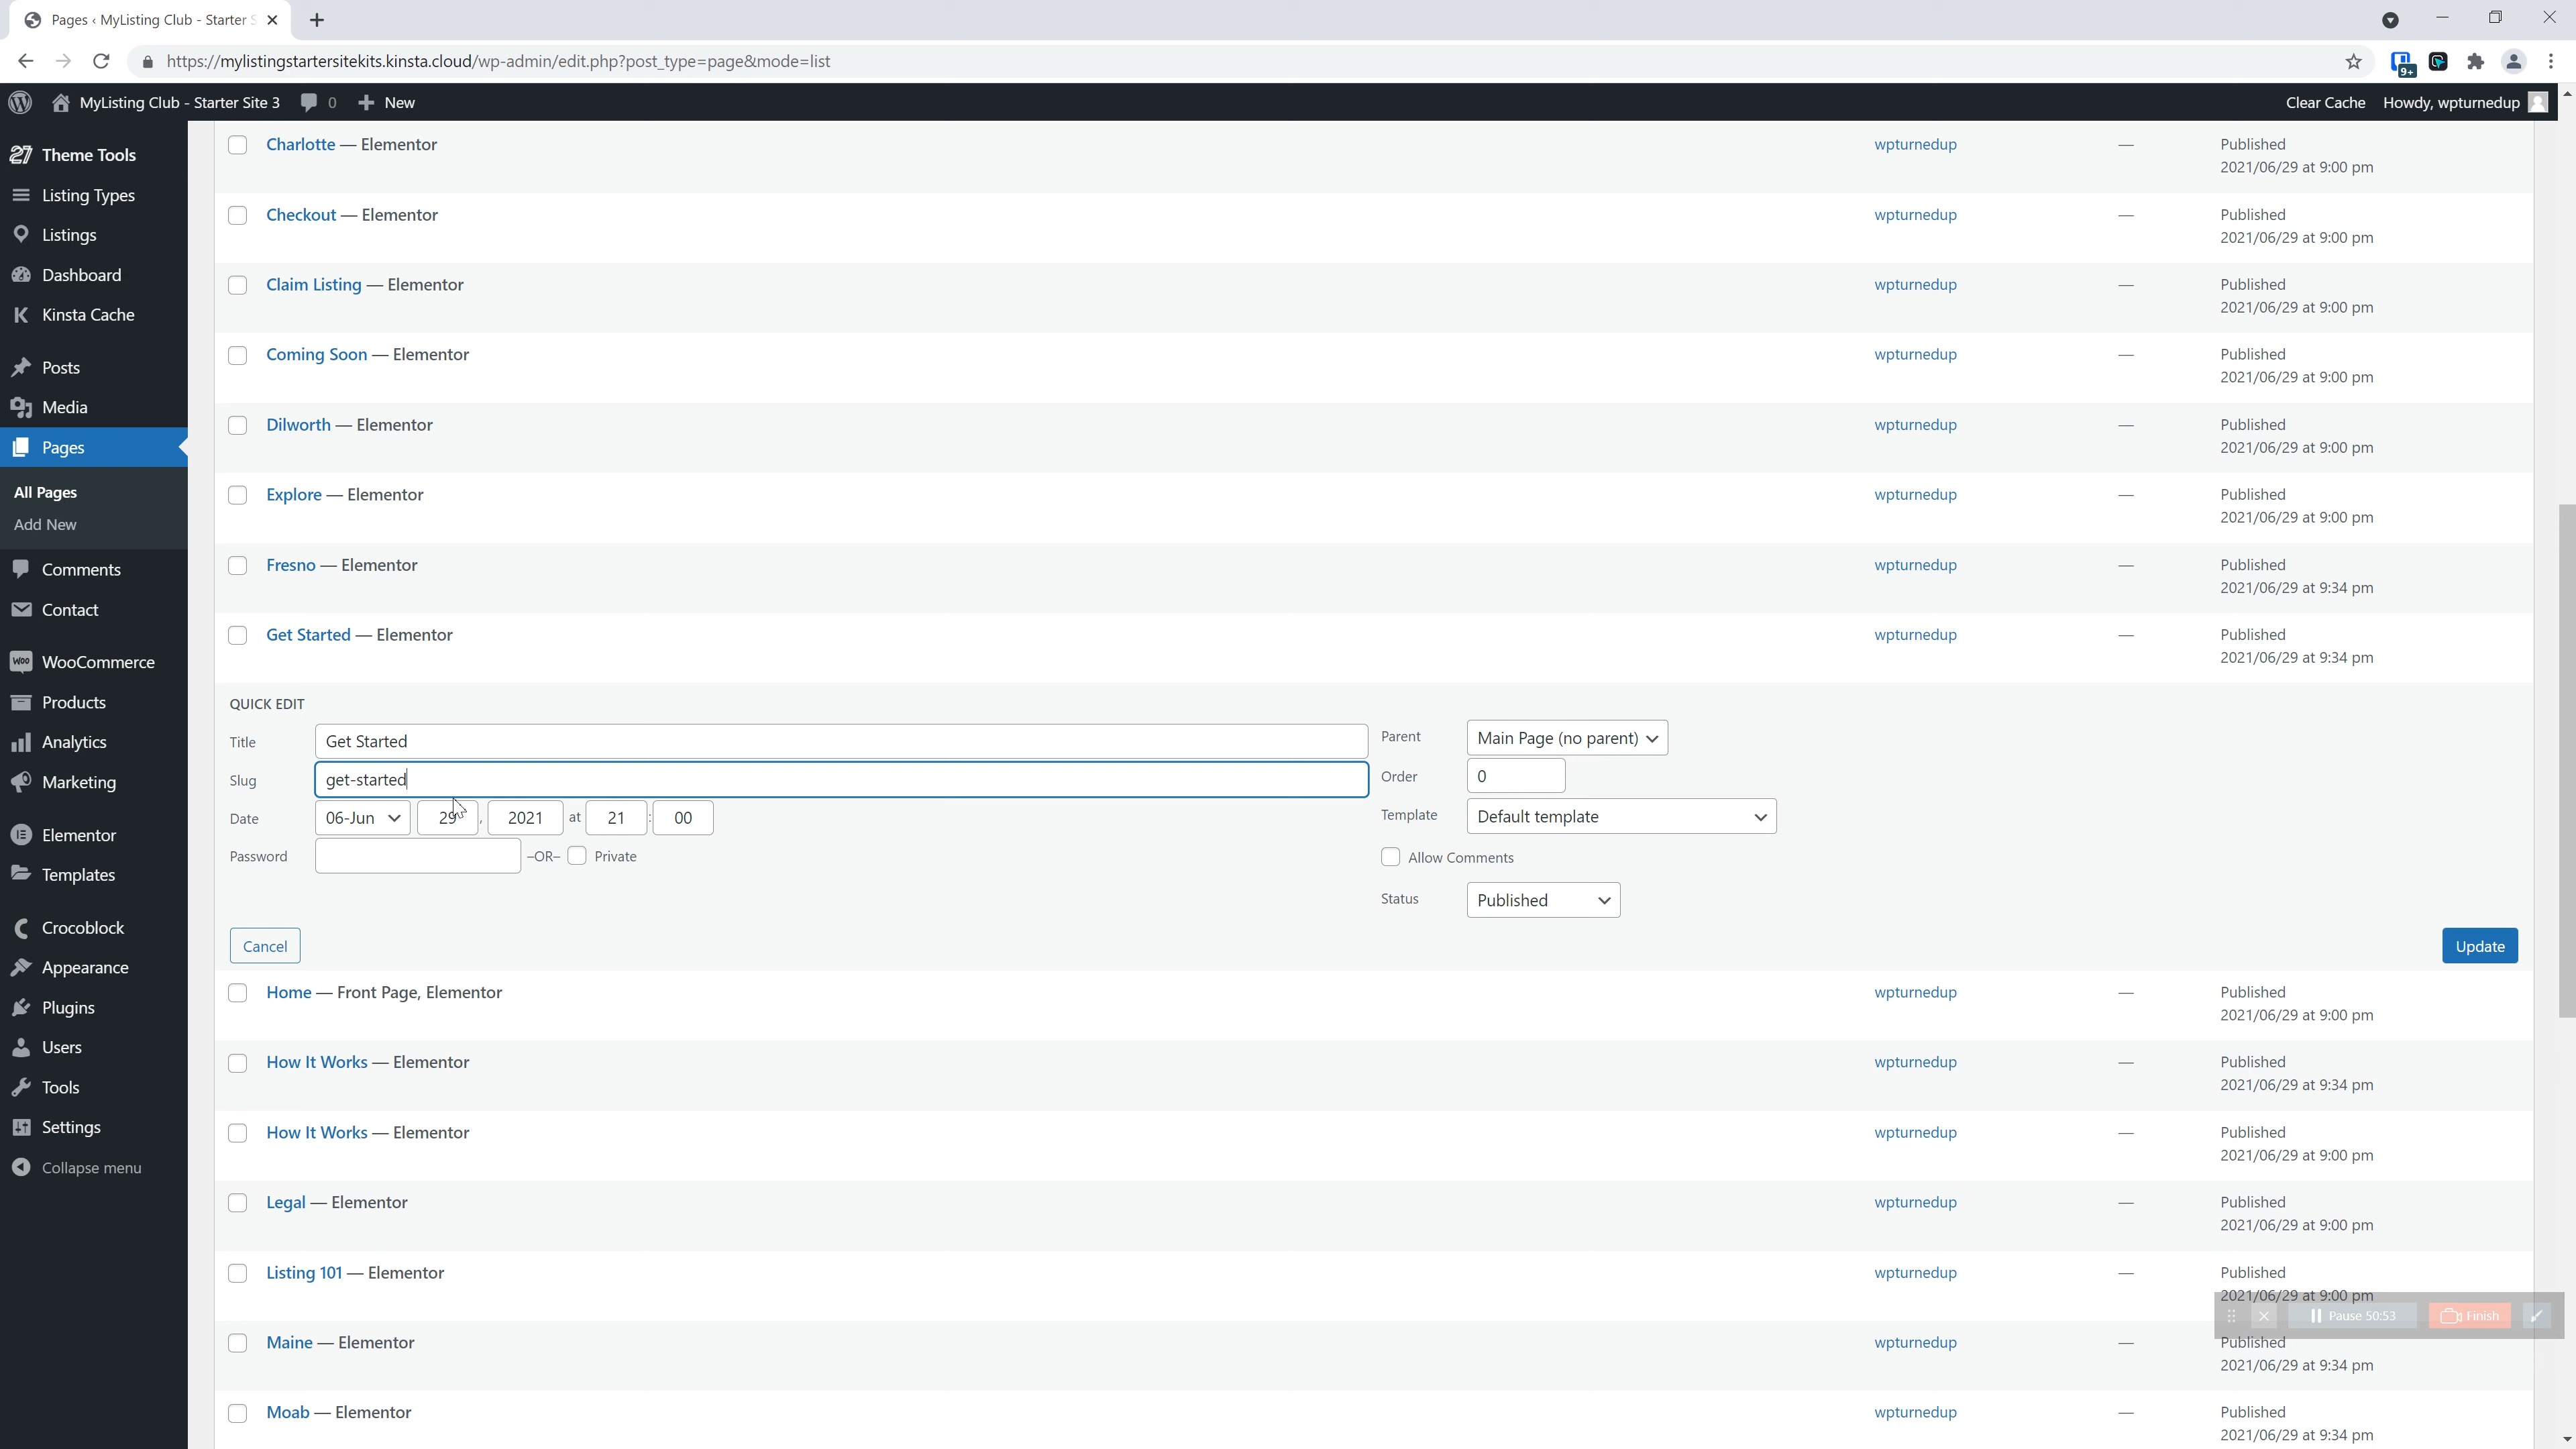 Pages ‹ MyListing Club - Starter S
https://mylistingstartersitekits.kinsta.cloud/wp-admin/edit.php?post_type=page&mode=list
9+
MyListing Club - Starter Site 3 0 New Clear Cache Howdy, wpturnedup
27 Theme Tools
Listing Types
Listings
Dashboard
Kinsta Cache
Posts
Media
Pages
All Pages
Add New
Comments
Contact
WooCommerce
Products
Analytics
Marketing
Elementor
Templates
Crocoblock
Appearance
Plugins
Users
Tools
Settings
Collapse menu
Charlotte — Elementor wpturnedup — Published
2021/06/29 at 9:00 pm
Checkout — Elementor wpturnedup — Published
2021/06/29 at 9:00 pm
Claim Listing — Elementor wpturnedup — Published
2021/06/29 at 9:00 pm
Coming Soon — Elementor wpturnedup — Published
2021/06/29 at 9:00 pm
Dilworth — Elementor wpturnedup — Published
2021/06/29 at 9:00 pm
Explore — Elementor wpturnedup — Published
2021/06/29 at 9:00 pm
Fresno — Elementor wpturnedup — Published
2021/06/29 at 9:34 pm
Get Started — Elementor wpturnedup — Published
2021/06/29 at 9:34 pm
QUICK EDIT
Title Get Started Parent Main Page (no parent)
Slug get-started Order 0
Date 06-Jun 29 , 2021 at 21 : 00 Template Default template
Password –OR– Private Allow Comments
Status Published
Cancel Update
Home — Front Page, Elementor wpturnedup — Published
2021/06/29 at 9:00 pm
How It Works — Elementor wpturnedup — Published
2021/06/29 at 9:34 pm
How It Works — Elementor wpturnedup — Published
2021/06/29 at 9:00 pm
Legal — Elementor wpturnedup — Published
2021/06/29 at 9:00 pm
Listing 101 — Elementor wpturnedup — Published
2021/06/29 at 9:00 pm
Pause 50:53 Finish
Maine — Elementor wpturnedup — Published
2021/06/29 at 9:34 pm
Moab — Elementor wpturnedup — Published
2021/06/29 at 9:34 pm